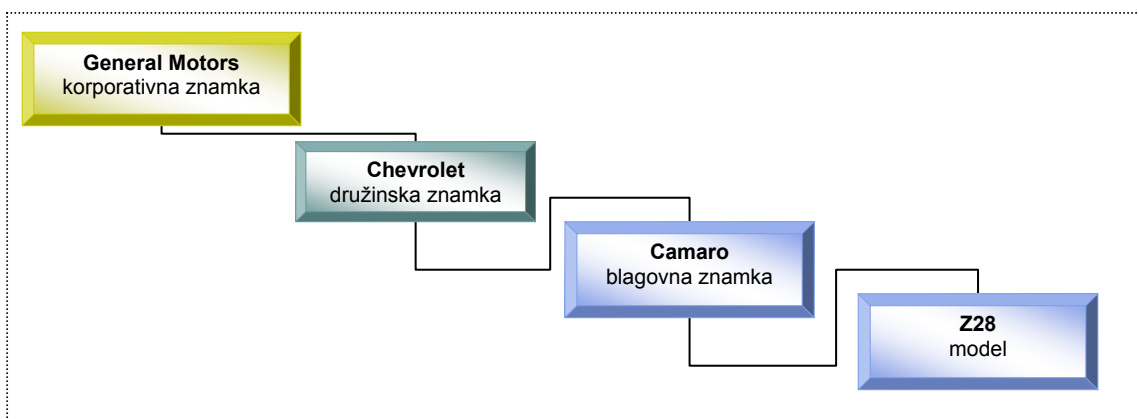 General Motors
korporativna znamka
Chevrolet
družinska znamka
Camaro
blagovna znamka
Z28
model